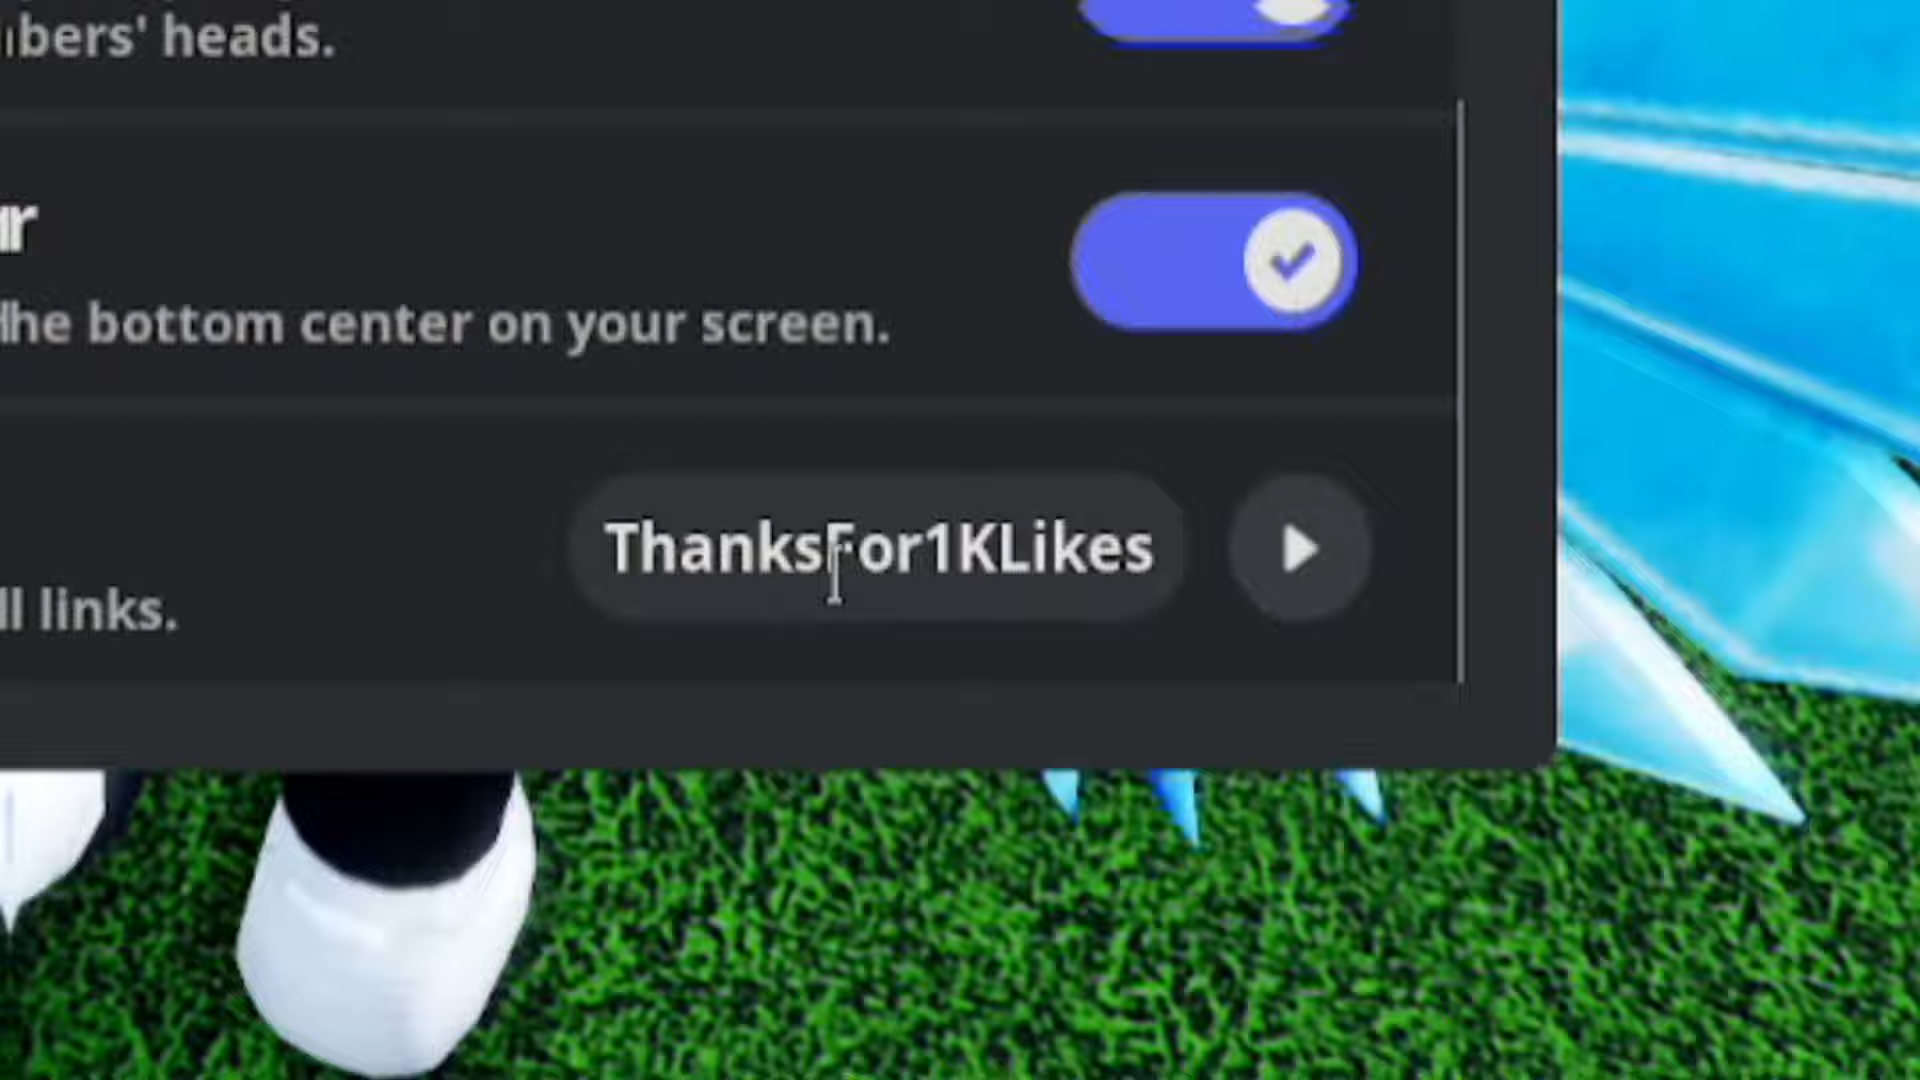 bers' heads.
r
he bottom center on your screen.
ThanksFor1KLikes
ll links.